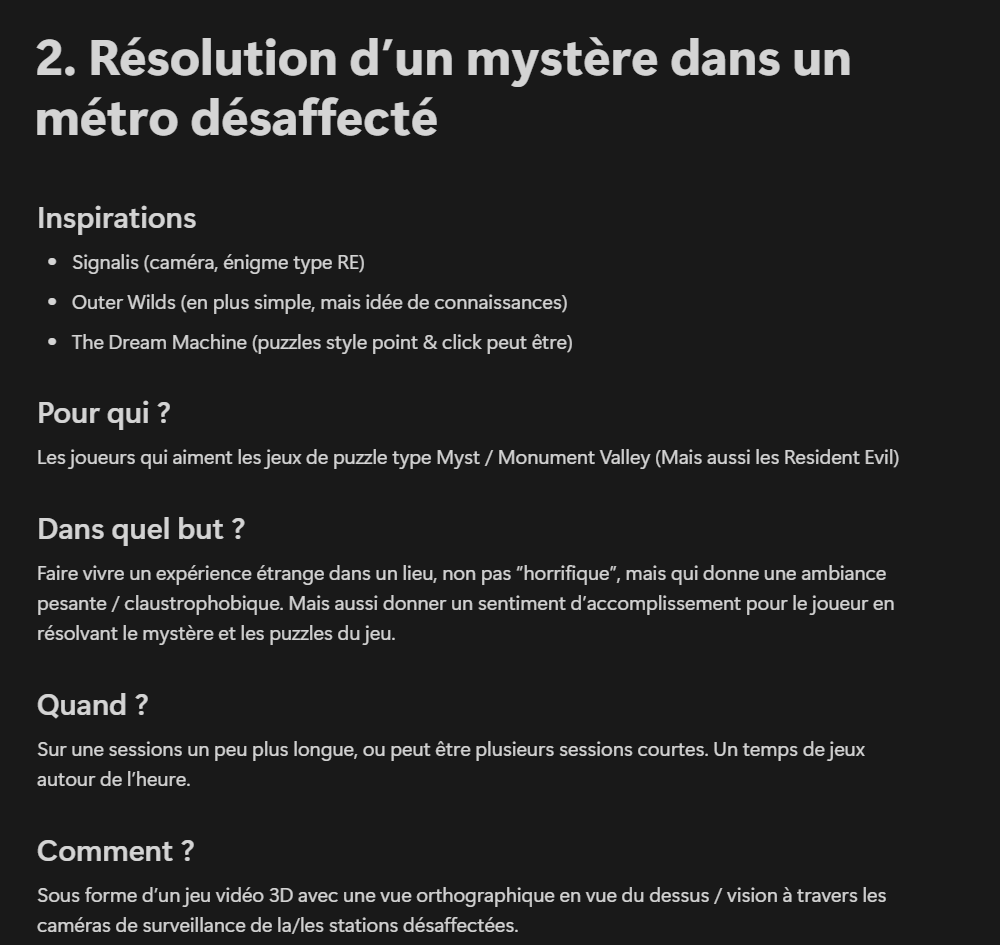 2. Résolution d’un mystère dans un
métro désaffecté
Inspirations
• Signalis (caméra, énigme type RE)
• Outer Wilds (en plus simple, mais idée de connaissances)
• The Dream Machine (puzzles style point & click peut être)
Pour qui ?
Les joueurs qui aiment les jeux de puzzle type Myst / Monument Valley (Mais aussi les Resident Evil)
Dans quel but ?
Faire vivre un expérience étrange dans un lieu, non pas "horrifique", mais qui donne une ambiance
pesante / claustrophobique. Mais aussi donner un sentiment d’accomplissement pour le joueur en
résolvant le mystère et les puzzles du jeu.
Quand ?
Sur une sessions un peu plus longue, ou peut être plusieurs sessions courtes. Un temps de jeux
autour de l’heure.
Comment ?
Sous forme d’un jeu vidéo 3D avec une vue orthographique en vue du dessus / vision à travers les
caméras de surveillance de la/les stations désaffectées.